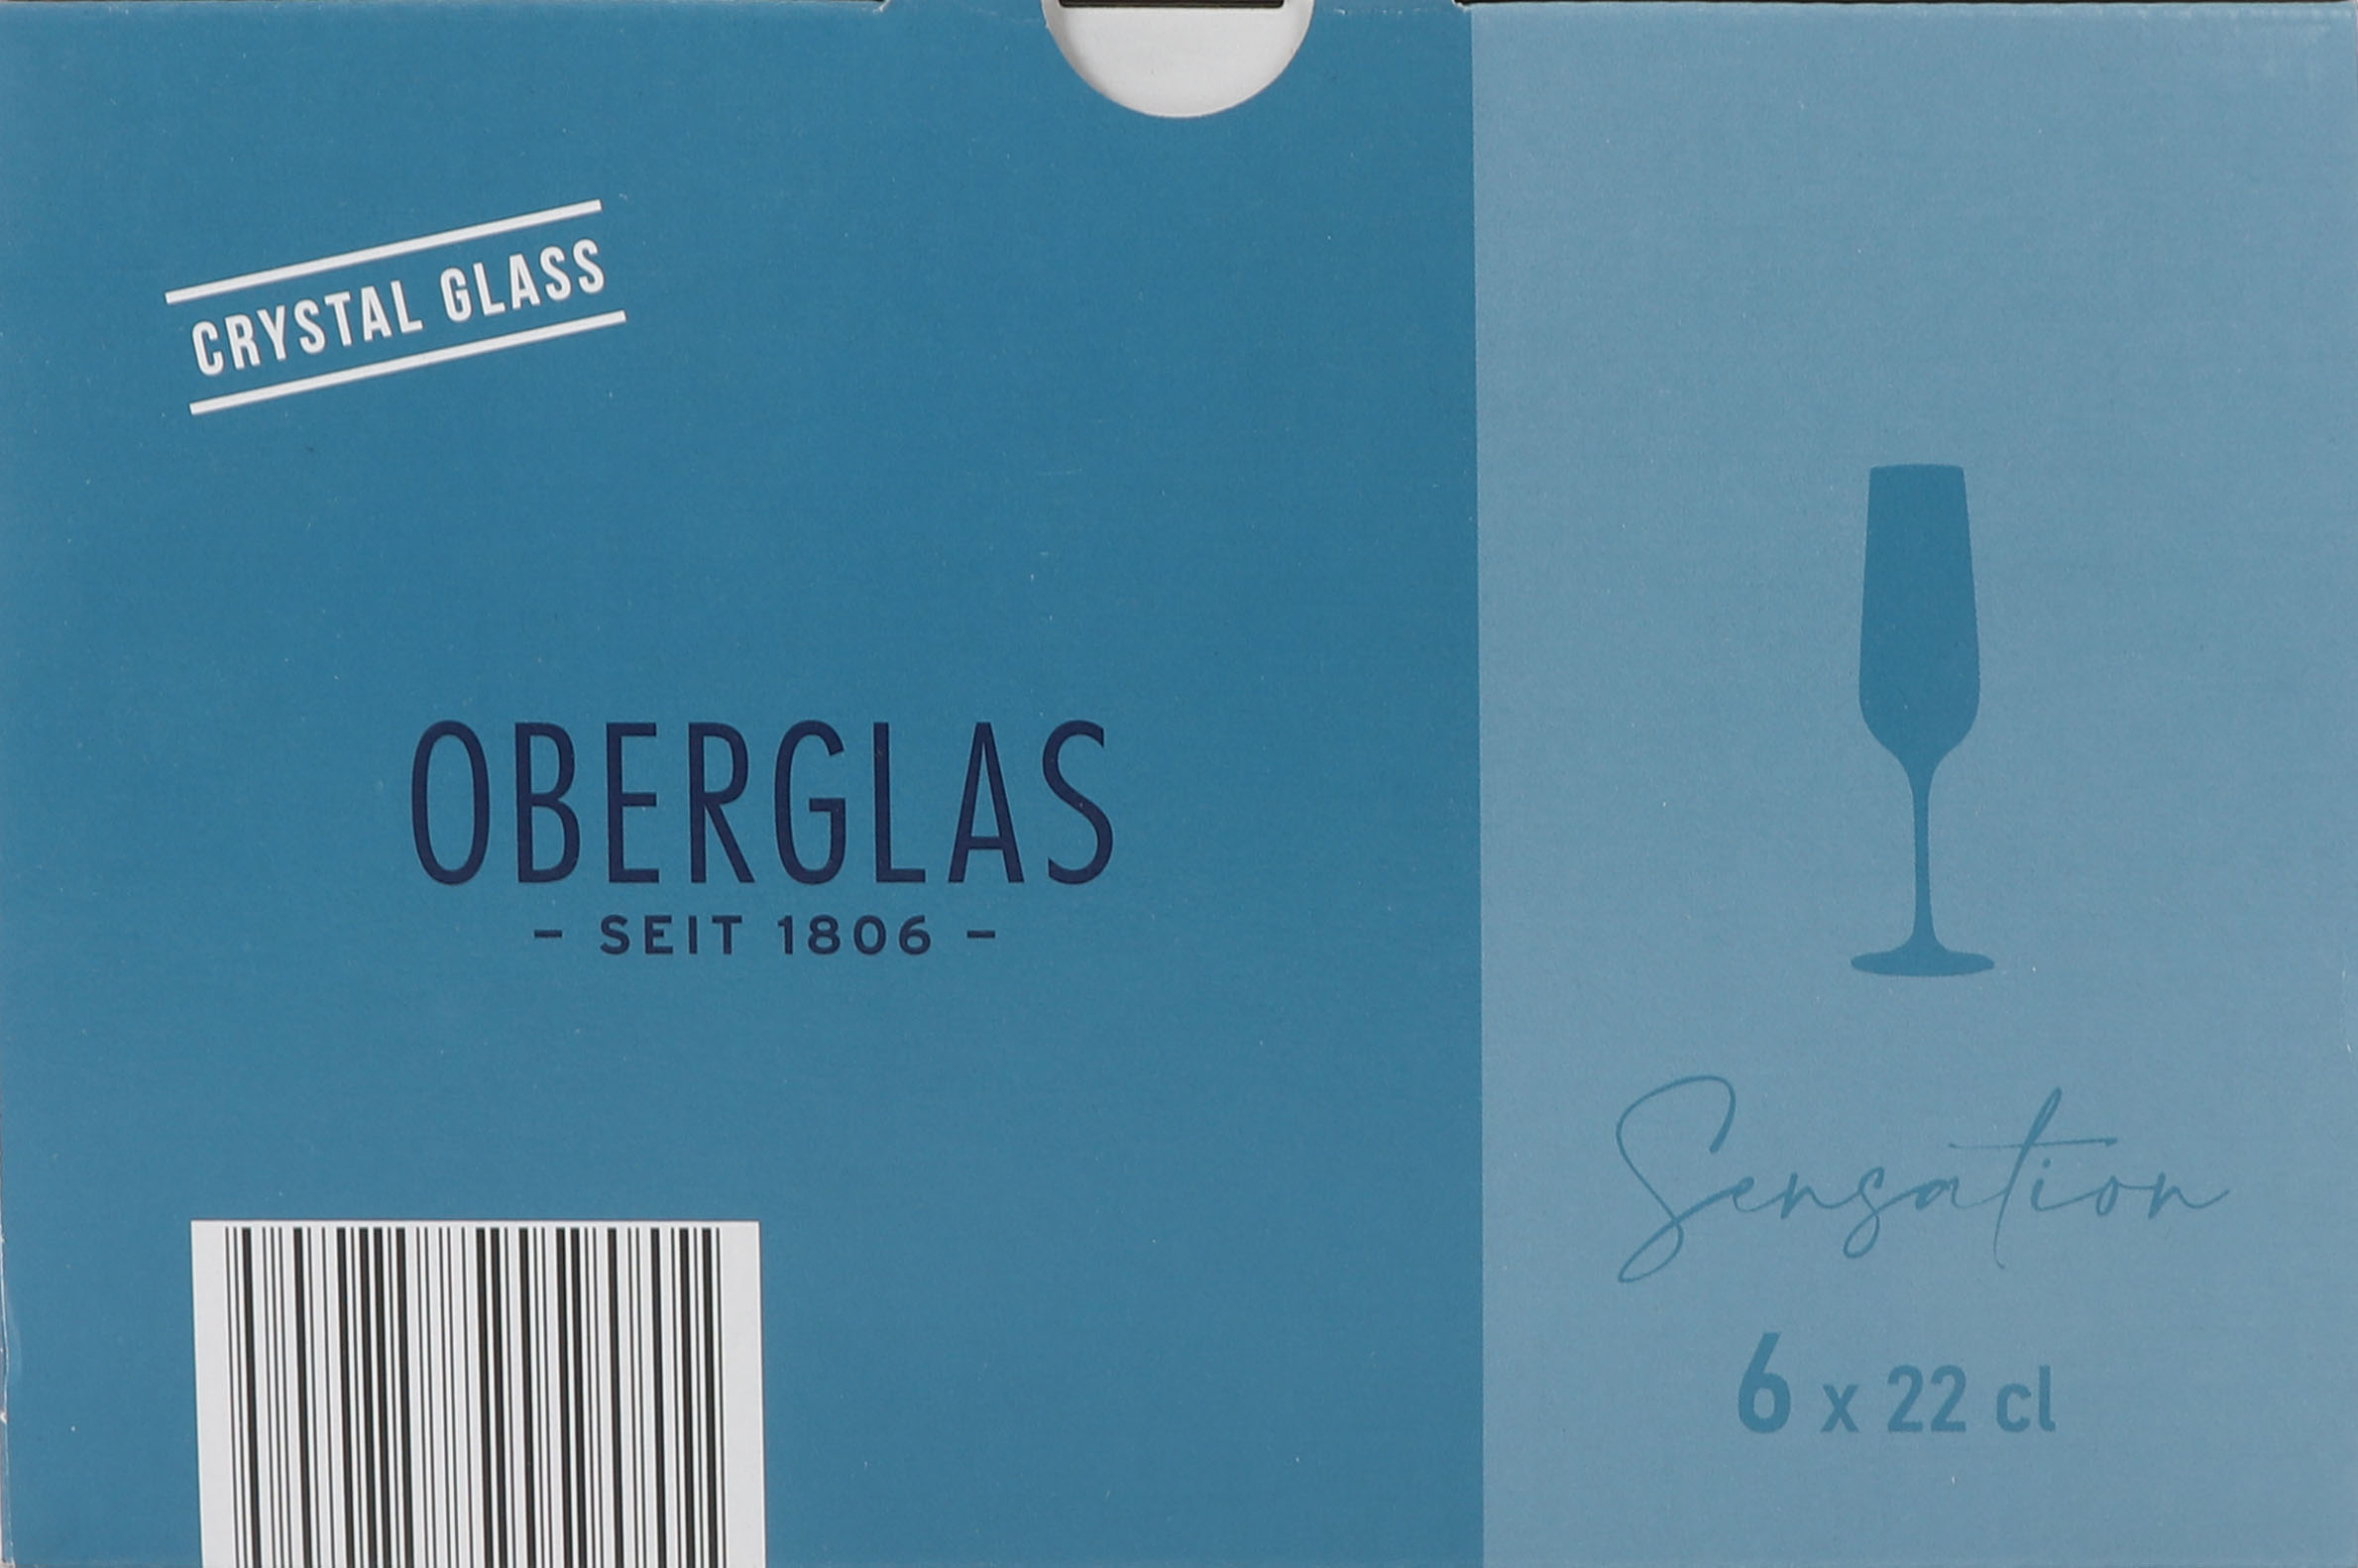 CRYSTAL GLASS
OBERGLAS
– SEIT 1806 –
Sensation
6 x 22 cl